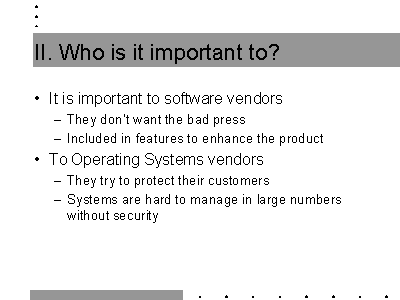 II. Who is it important to?
• It is important to software vendors
– They don't want the bad press
– Included in features to enhance the product
• To Operating Systems vendors
– They try to protect their customers
– Systems are hard to manage in large numbers
without security